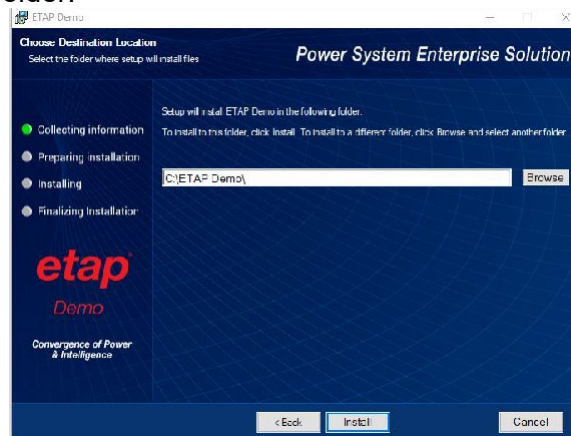 ETAP Demo
Choose Destination Location
Select the folder where setup will install files
Power System Enterprise Solution
Setup will install ETAP Demo in the following folder.
To install to this folder, click Install. To install to a different folder, click Browse and select another folder.
Collecting information
Preparing installation
Installing
Finalizing Installation
C:\ETAP Demo\
Browse
etap
Demo
Convergence of Power
& Intelligence
< Back
Install
Cancel